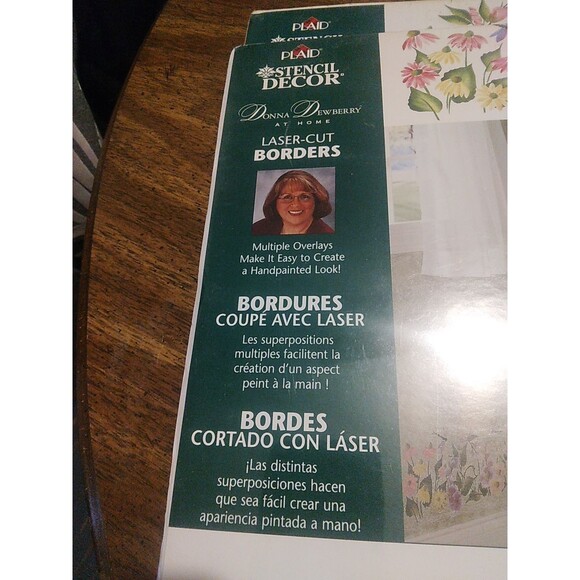 PLAID®
STENCIL
PLAID®
STENCIL
DECOR®
DONNA DEWBERRY
AT HOME
LASER-CUT
BORDERS
Multiple Overlays
Make It Easy to Create
a Handpainted Look!
BORDURES
COUPÉ AVEC LASER
Les superpositions
multiples facilitent la
création d'un aspect
peint à la main !
BORDES
CORTADO CON LÁSER
¡Las distintas
superposiciones hacen
que sea fácil crear una
apariencia pintada a mano!